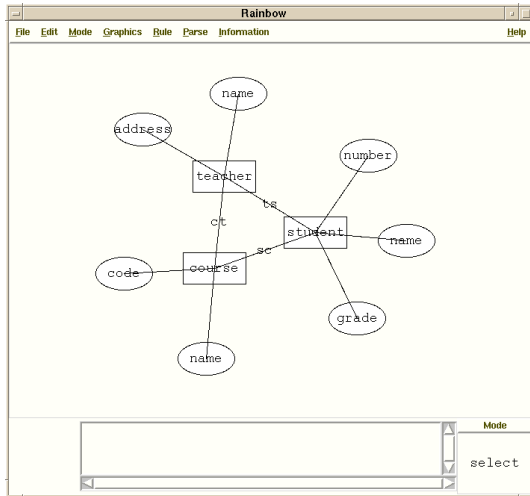 Rainbow
File Edit Mode Graphics Rule Parse Information Help
name
address
number
teacher
ts
ct
student
name
sc
course
code
grade
name
Mode
select